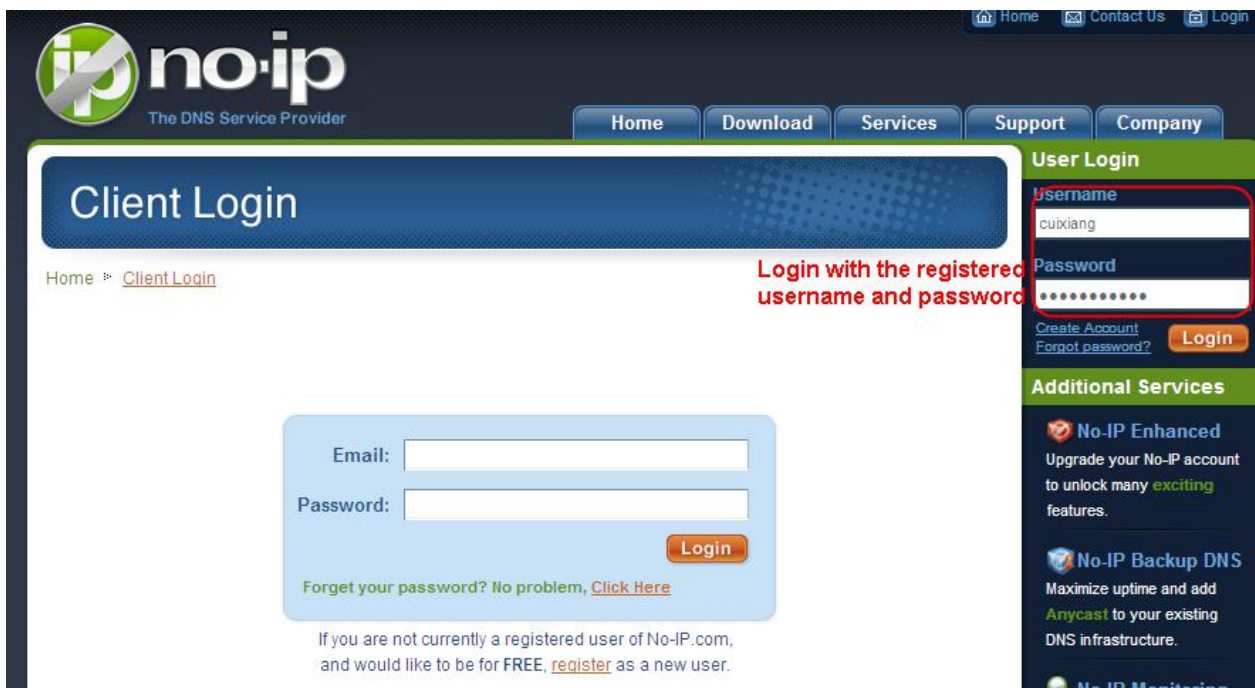 Home Contact Us Login
ip no·ip
The DNS Service Provider
Home Download Services Support Company
Client Login
Home Client Login
Login with the registered
username and password
User Login
Username
cuixiang
Password
Create Account
Forgot password?
Login
Additional Services
No-IP Enhanced
Upgrade your No-IP account
to unlock many exciting
features.
No-IP Backup DNS
Maximize uptime and add
Anycast to your existing
DNS infrastructure.
No-IP Monitoring
Email:
Password:
Login
Forget your password? No problem, Click Here
If you are not currently a registered user of No-IP.com,
and would like to be for FREE, register as a new user.